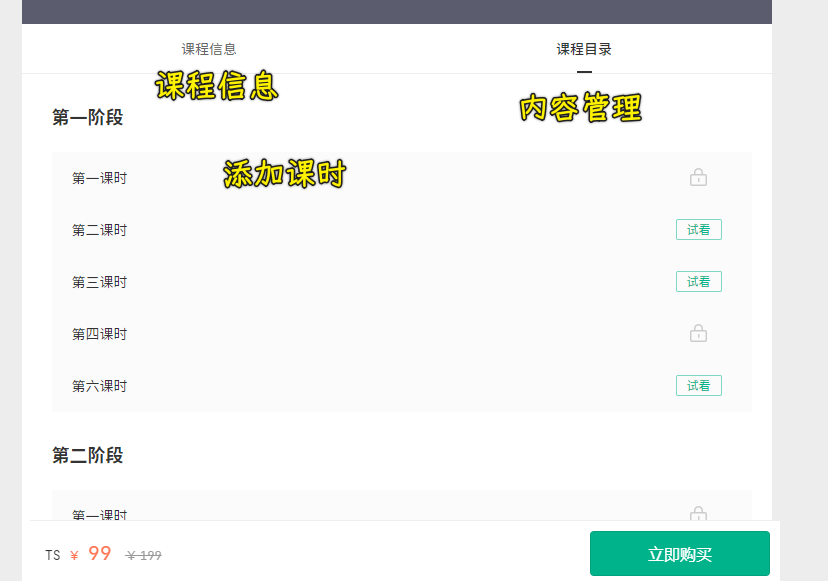 课程信息 课程目录
课程信息
内容管理
第一阶段
添加课时
第一课时
第二课时 试看
第三课时 试看
第四课时
第六课时 试看
第二阶段
第一课时
TS ¥ 99 ¥ 199 立即购买